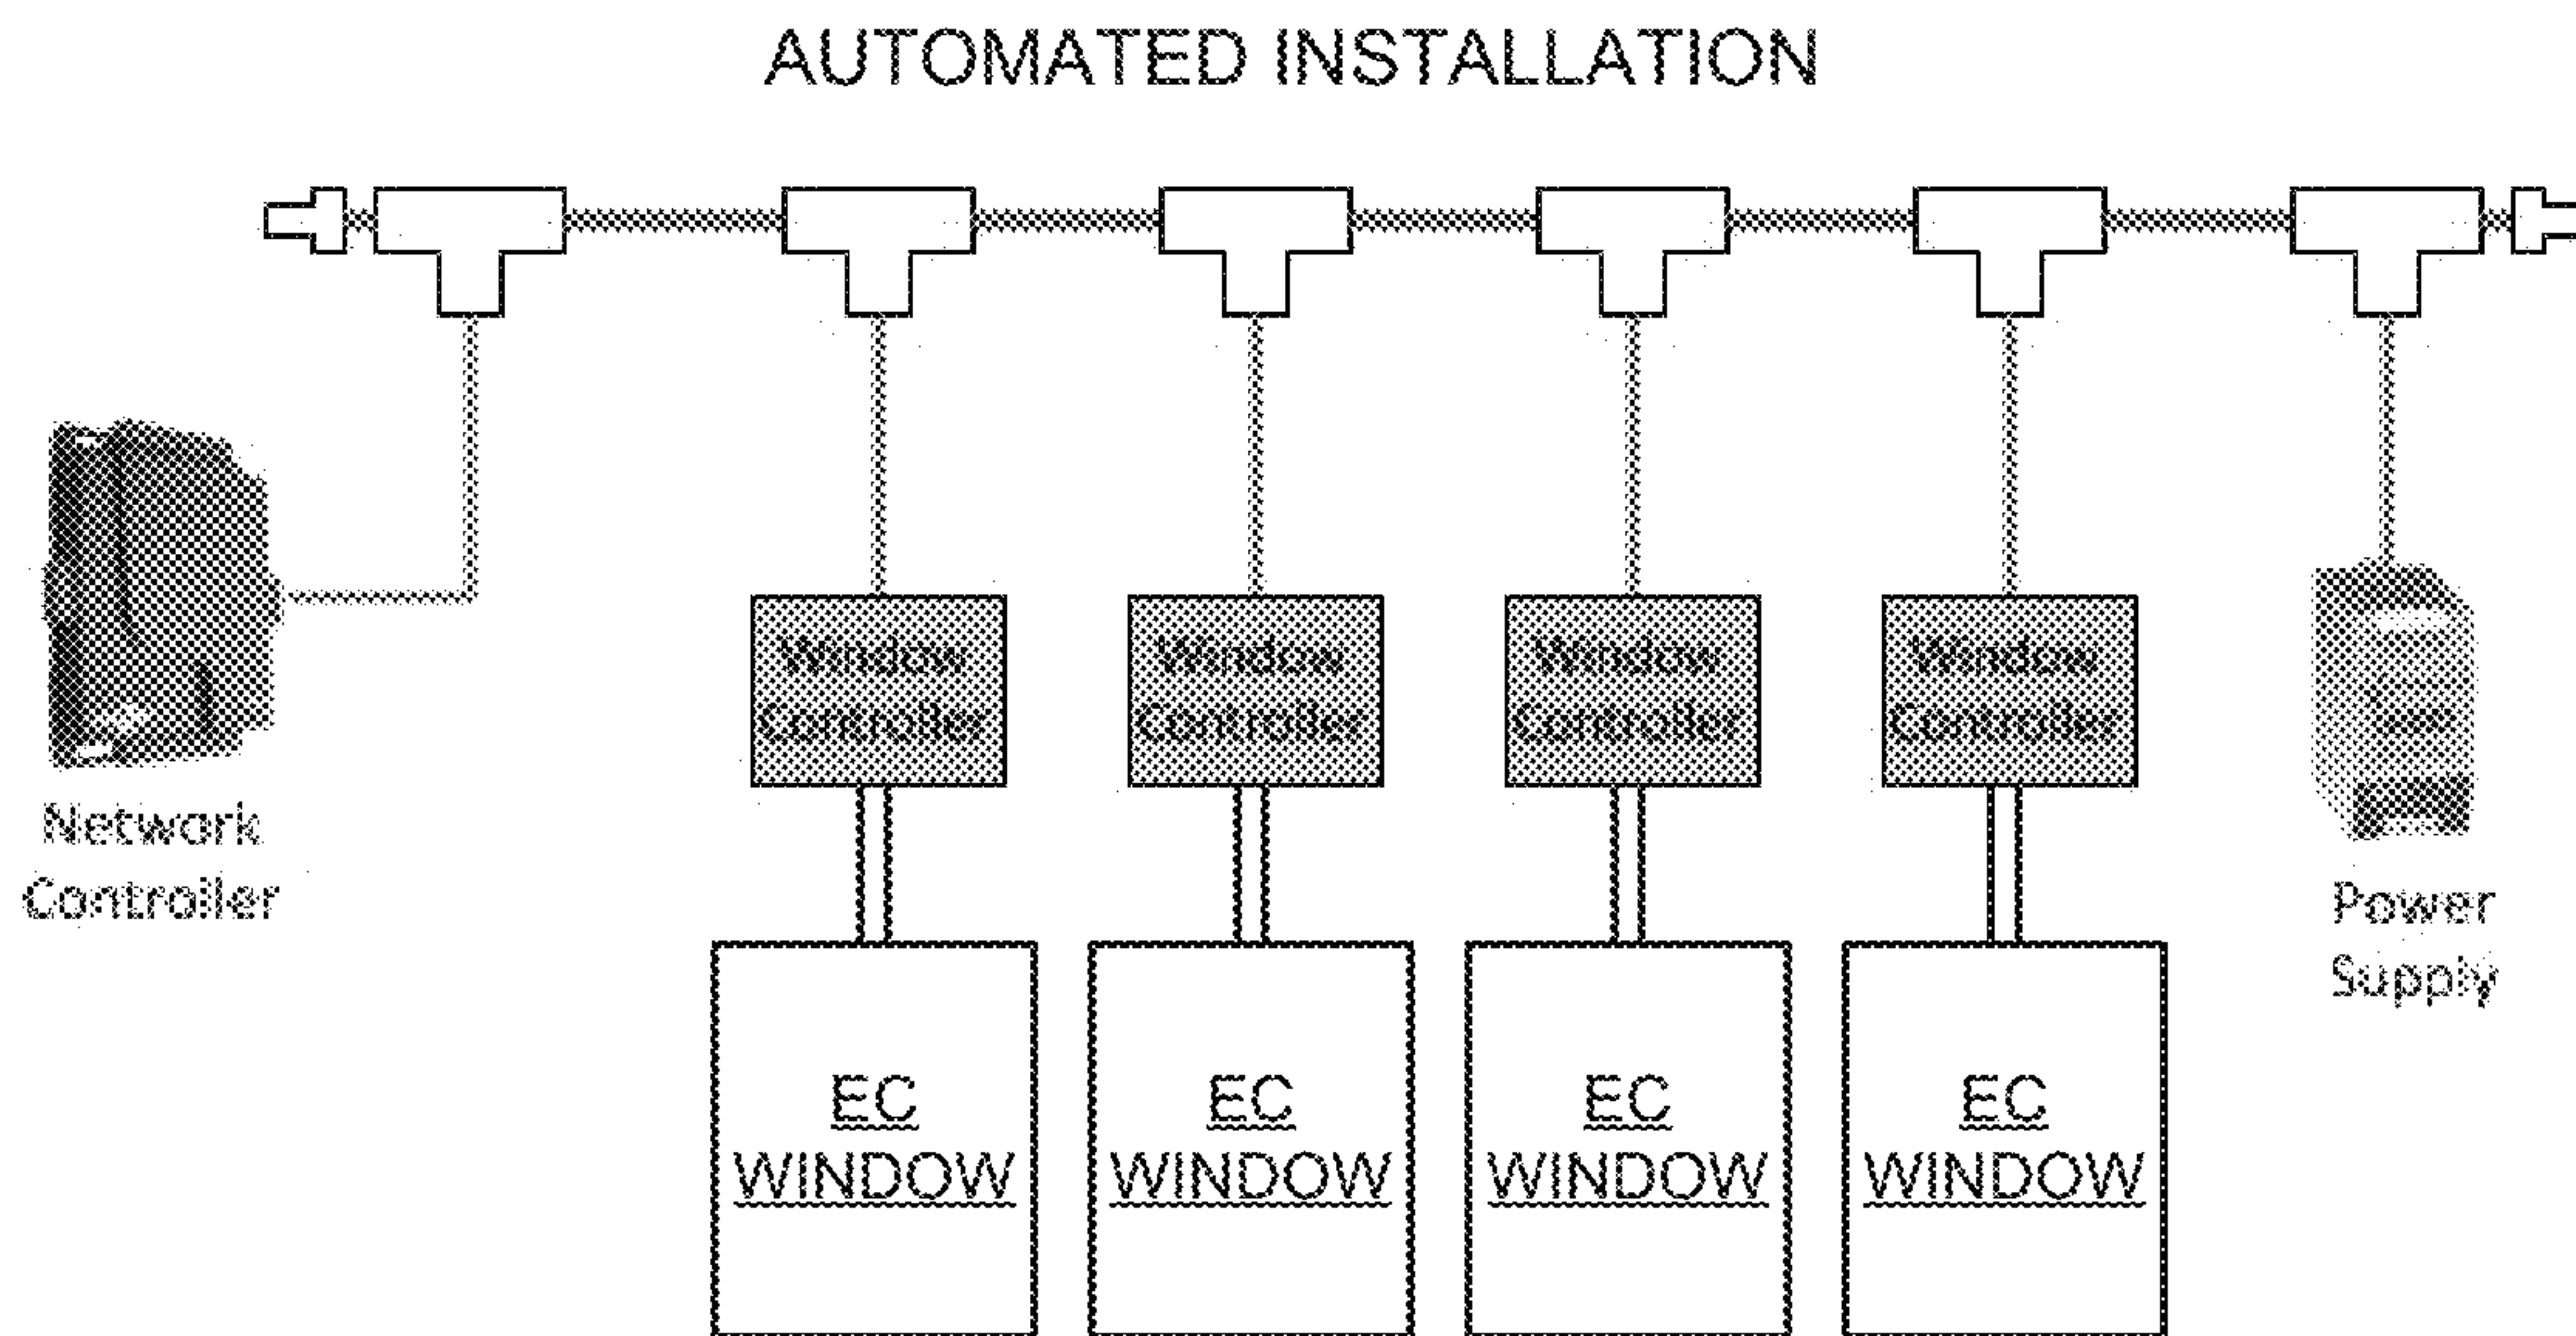 AUTOMATED INSTALLATION
Network
Controller
Window
Controller
Window
Controller
Window
Controller
Window
Controller
Power
Supply
EC
WINDOW
EC
WINDOW
EC
WINDOW
EC
WINDOW